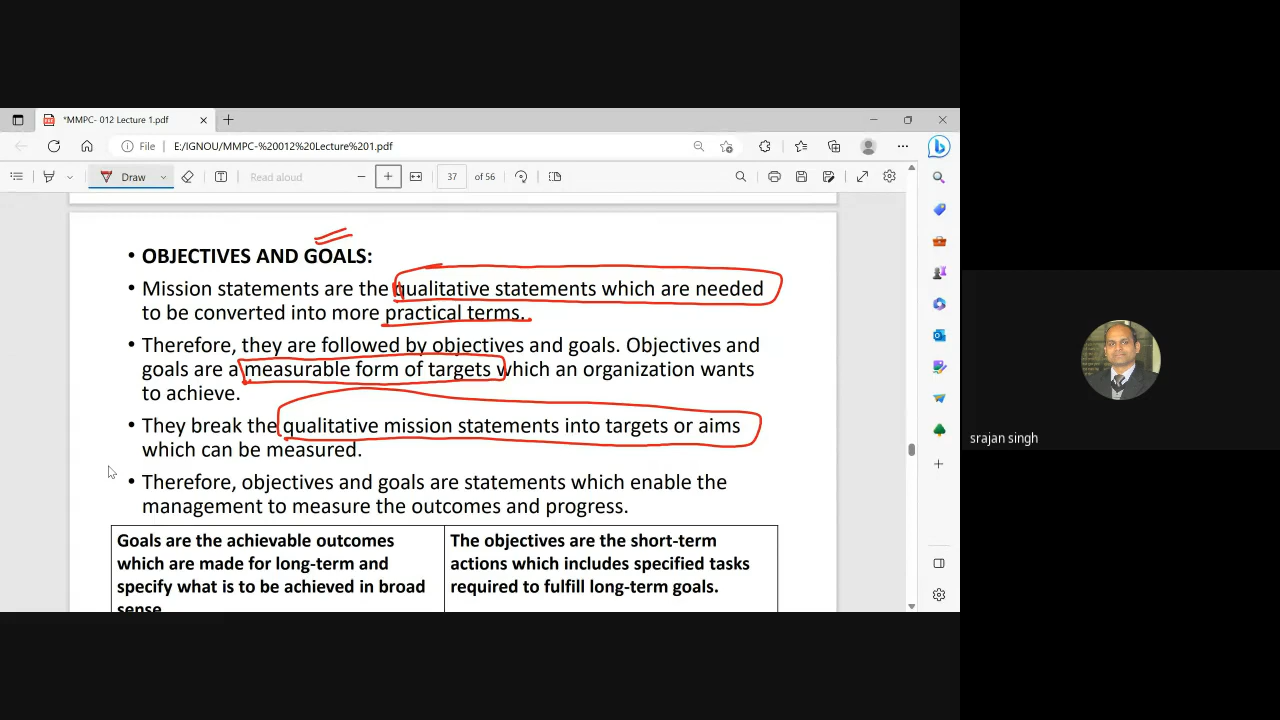 *MMPC- 012 Lecture 1.pdf
File
E:/IGNOU/MMPC-%20012%20Lecture%201.pdf
Draw
Read aloud
37
of 56
• OBJECTIVES AND GOALS:
• Mission statements are the qualitative statements which are needed
to be converted into more practical terms.
• Therefore, they are followed by objectives and goals. Objectives and
goals are a measurable form of targets which an organization wants
to achieve.
• They break the qualitative mission statements into targets or aims
which can be measured.
• Therefore, objectives and goals are statements which enable the
management to measure the outcomes and progress.
Goals are the achievable outcomes
which are made for long-term and
specify what is to be achieved in broad
sense
The objectives are the short-term
actions which includes specified tasks
required to fulfill long-term goals.
srajan singh